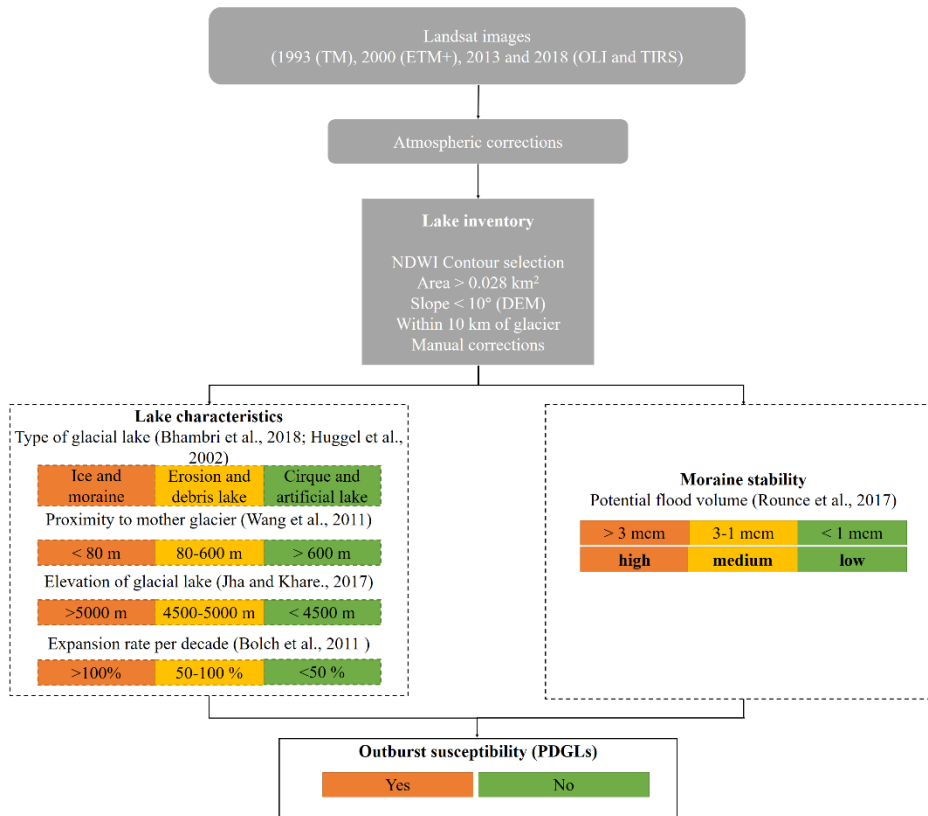 Landsat images
(1993 (TM), 2000 (ETM+), 2013 and 2018 (OLI and TIRS)
Atmospheric corrections
Lake inventory
NDWI Contour selection
Area > 0.028 km²
Slope < 10° (DEM)
Within 10 km of glacier
Manual corrections
Lake characteristics
Type of glacial lake (Bhambri et al., 2018; Huggel et al.,
2002)
Ice and
moraine
Erosion and
debris lake
Cirque and
artificial lake
Proximity to mother glacier (Wang et al., 2011)
< 80 m 80-600 m > 600 m
Elevation of glacial lake (Jha and Khare., 2017)
>5000 m 4500-5000 m < 4500 m
Expansion rate per decade (Bolch et al., 2011 )
>100% 50-100 % <50 %
Moraine stability
Potential flood volume (Rounce et al., 2017)
> 3 mcm 3-1 mcm < 1 mcm
high medium low
Outburst susceptibility (PDGLs)
Yes No